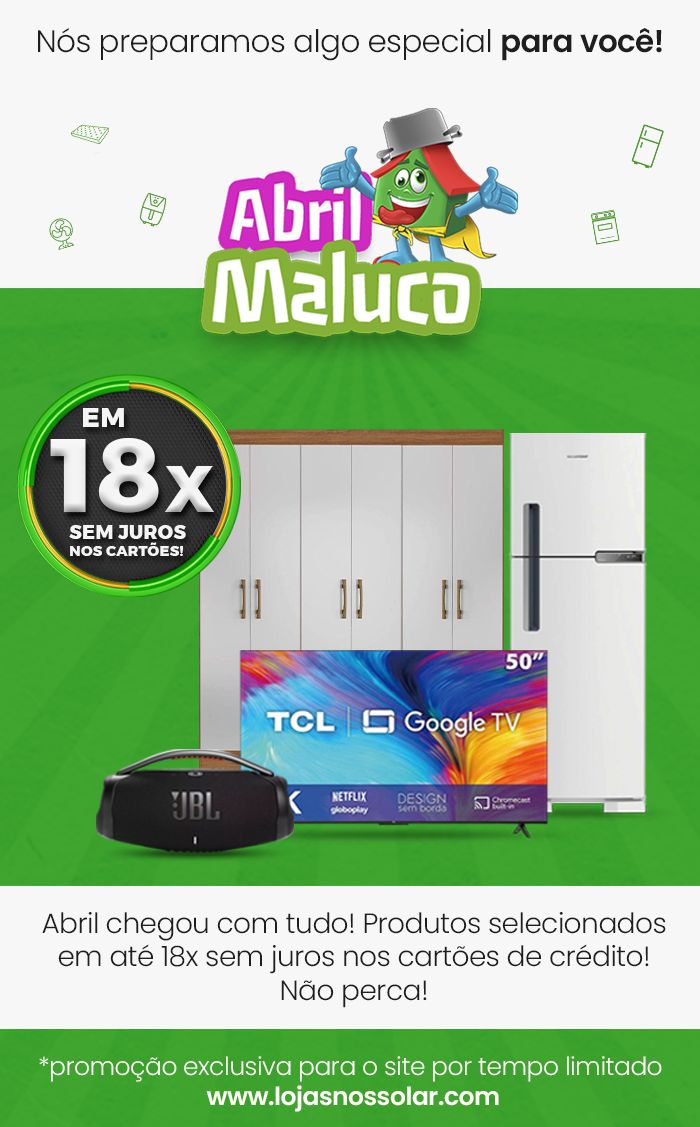 Nós preparamos algo especial para você!
Abril
Maluco
EM
18x
SEM JUROS
NOS CARTÕES!
50”
TCL | Google TV
K
NETFLIX
globoplay
DESIGN
sem borda
Chromecast
built-in
JBL
Abril chegou com tudo! Produtos selecionados
em até 18x sem juros nos cartões de crédito!
Não perca!
*promoção exclusiva para o site por tempo limitado
www.lojasnossolar.com